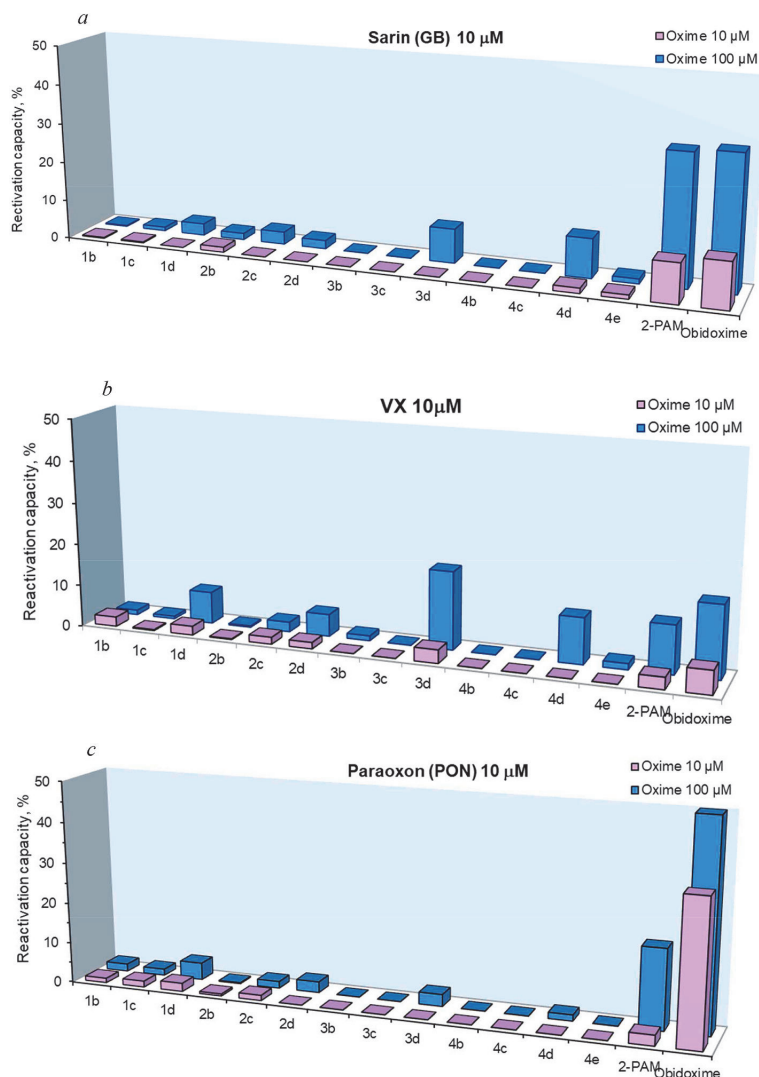 a
Sarin (GB) 10 µM
Oxime 10 µM
Oxime 100 µM
Rectivation capacity, %
50
40
30
20
10
0
1b 1c 1d 2b 2c 2d 3b 3c 3d 4b 4c 4d 4e 2-PAM Obidoxime
b
VX 10µM
Oxime 10 µM
Oxime 100 µM
Reactivation capacity, %
50
40
30
20
10
0
1b 1c 1d 2b 2c 2d 3b 3c 3d 4b 4c 4d 4e 2-PAM Obidoxime
c
Paraoxon (PON) 10 µM
Oxime 10 µM
Oxime 100 µM
Reactivation capacity, %
50
40
30
20
10
0
1b 1c 1d 2b 2c 2d 3b 3c 3d 4b 4c 4d 4e 2-PAM Obidoxime